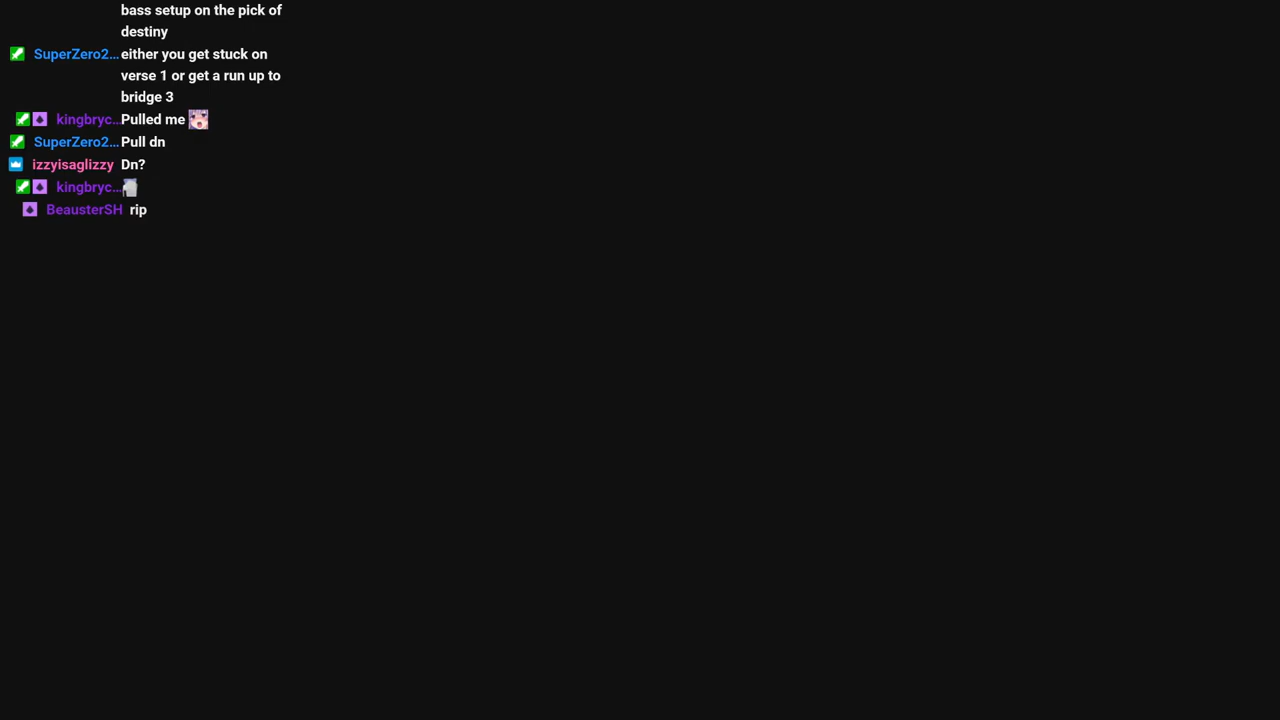 bass setup on the pick of
destiny
SuperZero2… either you get stuck on
verse 1 or get a run up to
bridge 3
kingbryc… Pulled me
SuperZero2… Pull dn
izzyisaglizzy Dn?
kingbryc…
BeausterSH rip